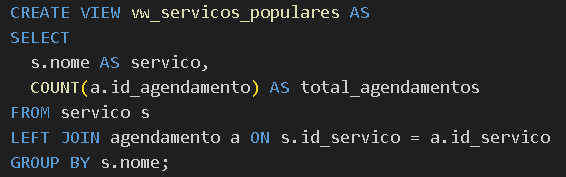 CREATE VIEW vw_servicos_populares AS
SELECT
  s.nome AS servico,
  COUNT(a.id_agendamento) AS total_agendamentos
FROM servico s
LEFT JOIN agendamento a ON s.id_servico = a.id_servico
GROUP BY s.nome;